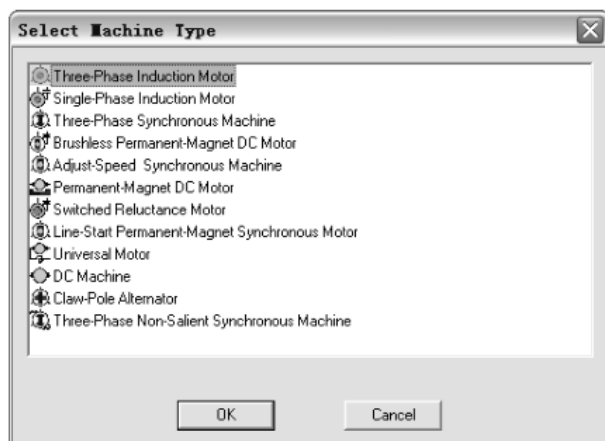 Select Machine Type
Three-Phase Induction Motor
Single-Phase Induction Motor
Three-Phase Synchronous Machine
Brushless Permanent-Magnet DC Motor
Adjust-Speed Synchronous Machine
Permanent-Magnet DC Motor
Switched Reluctance Motor
Line-Start Permanent-Magnet Synchronous Motor
Universal Motor
DC Machine
Claw-Pole Alternator
Three-Phase Non-Salient Synchronous Machine
OK Cancel